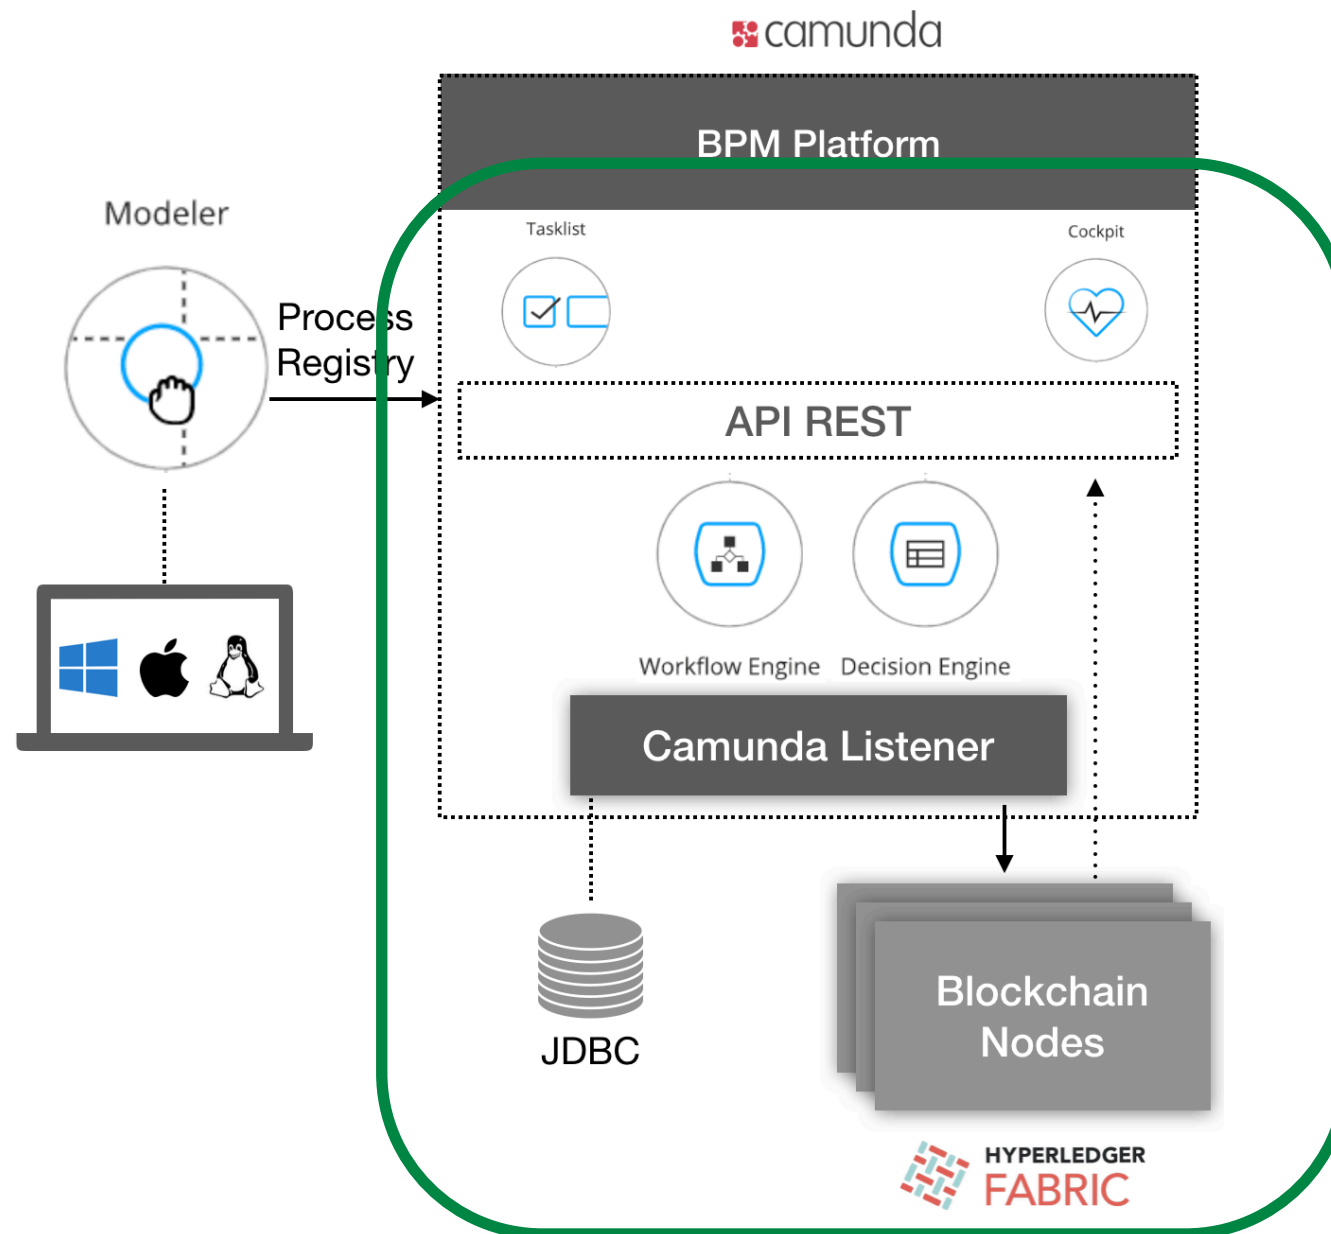 camunda
BPM Platform
Modeler
Tasklist
Cockpit
Process
Registry
API REST
Workflow Engine
Decision Engine
Camunda Listener
JDBC
Blockchain
Nodes
HYPERLEDGER
FABRIC